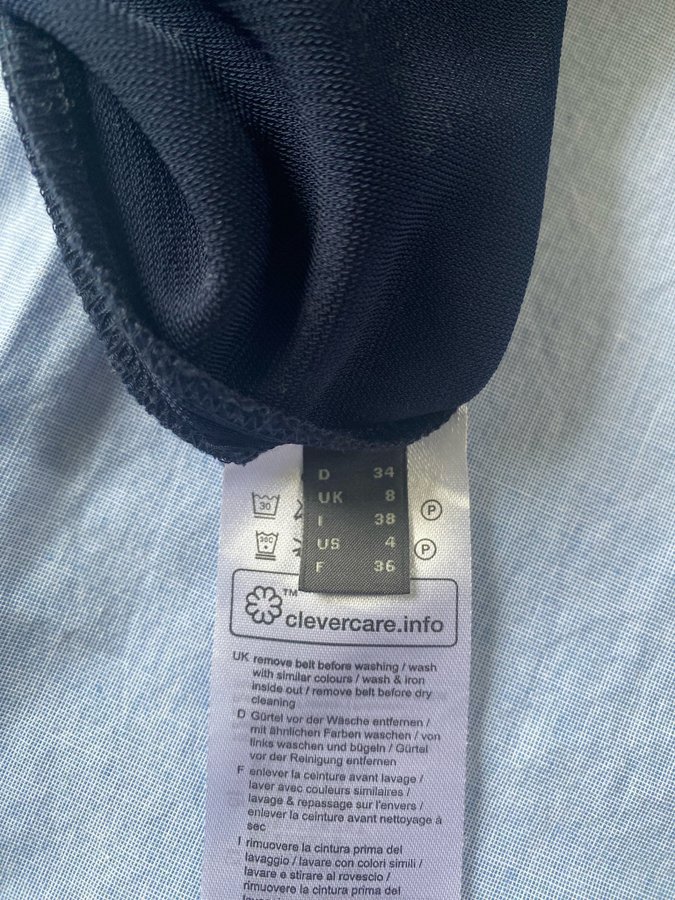 D 34
UK 8
I 38
US 4
F 36
30
P
30C
P
™
clevercare.info
UK remove belt before washing / wash
with similar colours / wash & iron
inside out / remove belt before dry
cleaning
D Gürtel vor der Wäsche entfernen /
mit ähnlichen Farben waschen / von
links waschen und bügeln / Gürtel
vor der Reinigung entfernen
F enlever la ceinture avant lavage /
laver avec couleurs similaires /
lavage & repassage sur l'envers /
enlever la ceinture avant nettoyage à
sec
I rimuovere la cintura prima del
lavaggio / lavare con colori simili /
lavare e stirare al rovescio /
rimuovere la cintura prima del